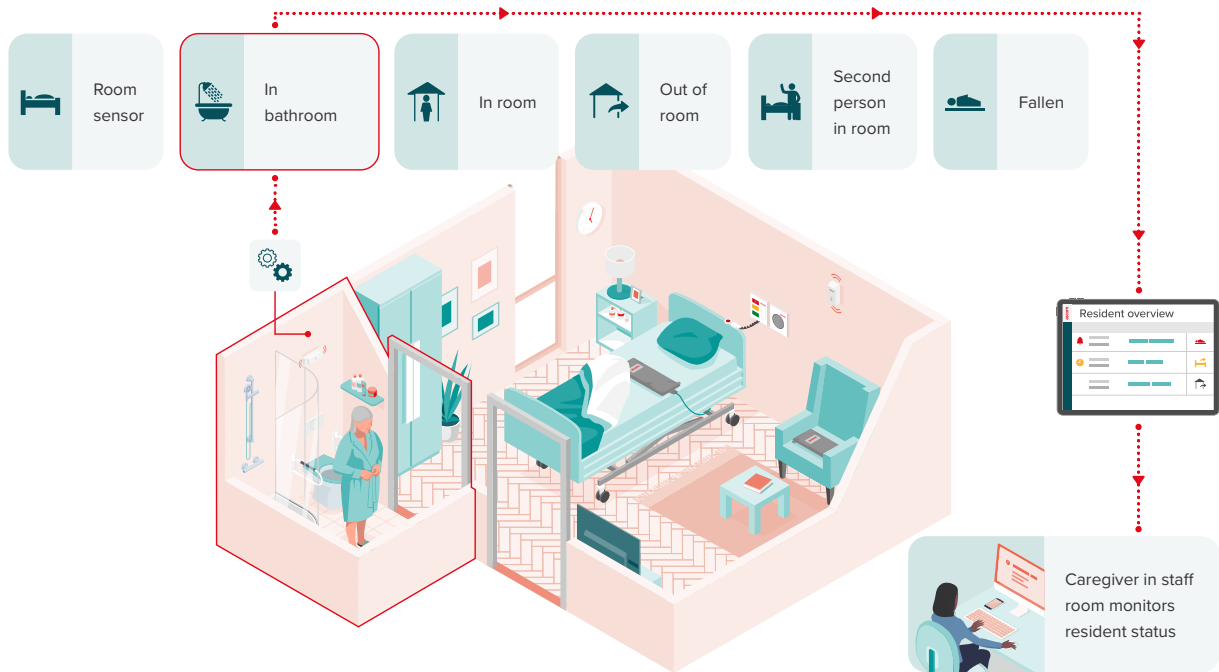 Room
sensor
In
bathroom
In room
Out of
room
Second
person
in room
Fallen
Resident overview
Caregiver in staff
room monitors
resident status